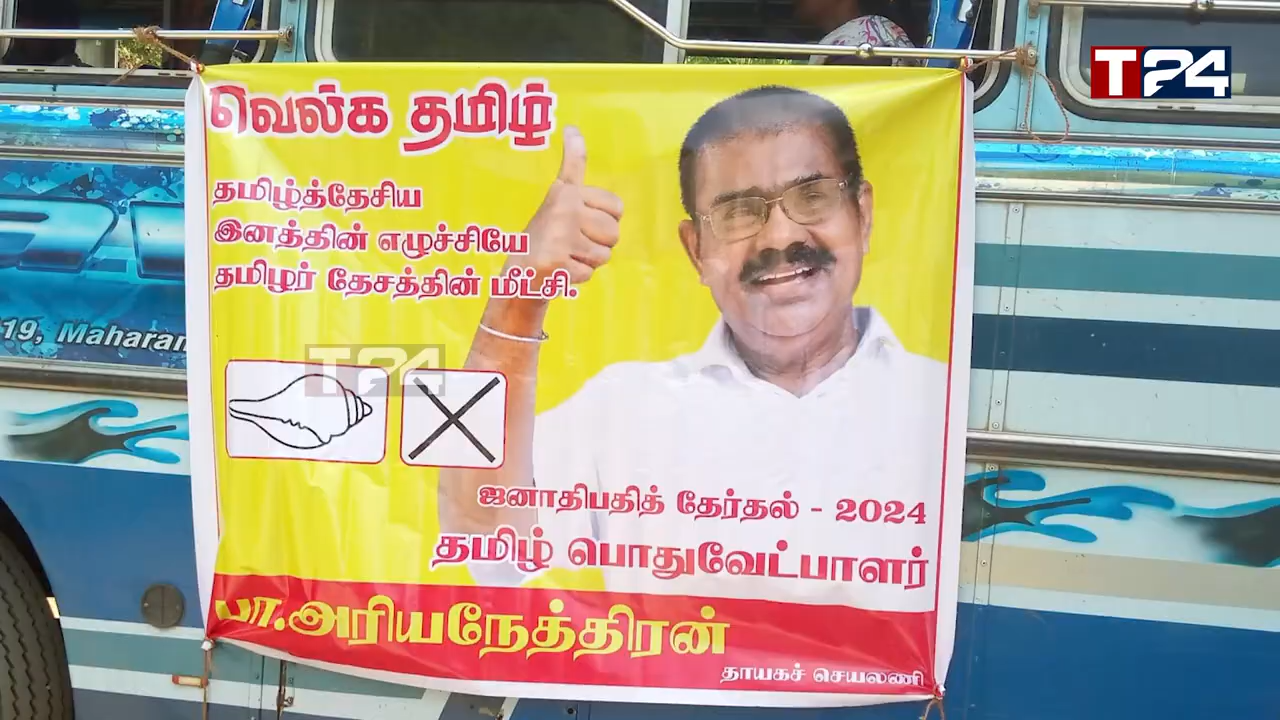 T24
வெல்க தமிழ்
தமிழ்த்தேசிய
இனத்தின் எழுச்சியே
தமிழர் தேசத்தின் மீட்சி.
T24
19, Maharan
ஜனாதிபதித் தேர்தல் - 2024
தமிழ் பொதுவேட்பாளர்
பா.அரியநேத்திரன்
தாயகச் செயலணி